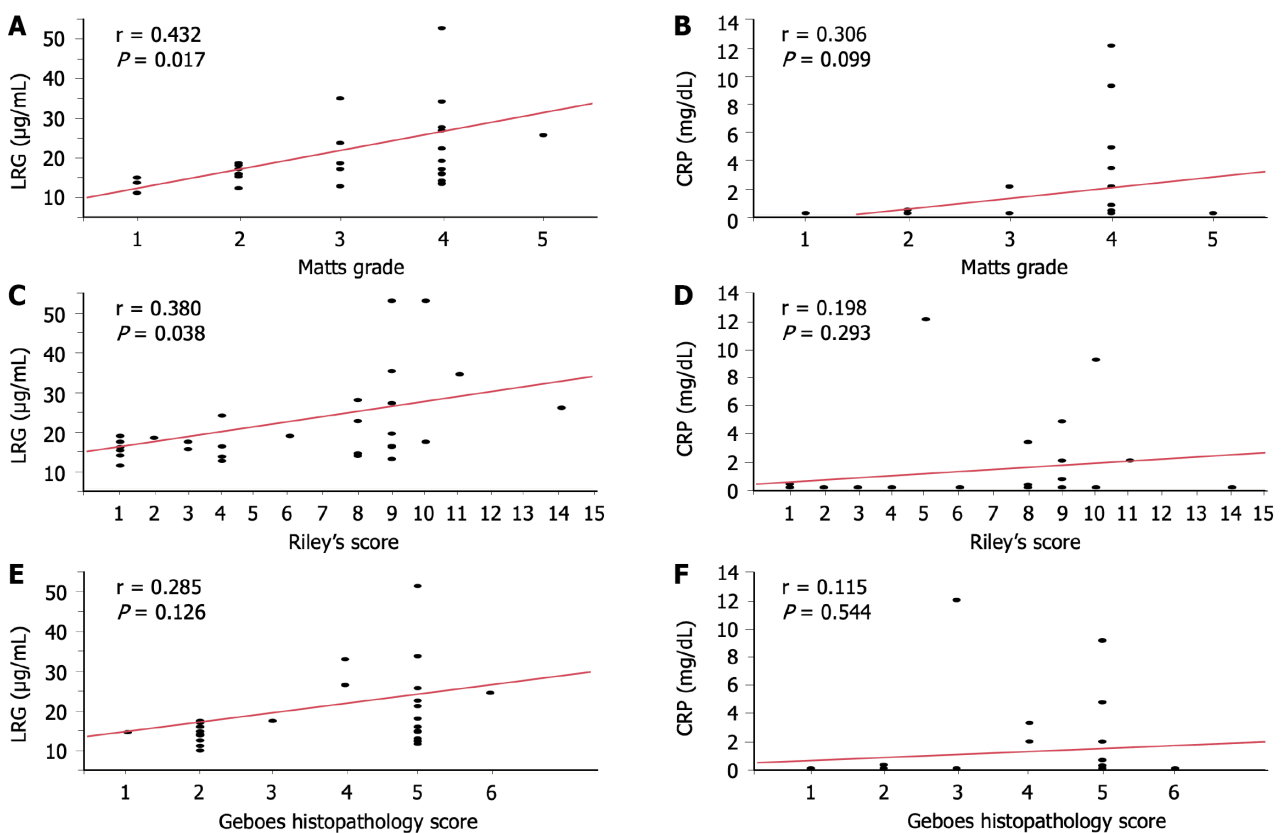 A
r = 0.432
P = 0.017
LRG (µg/mL)
50
40
30
20
10
1 2 3 4 5
Matts grade
B
r = 0.306
P = 0.099
CRP (mg/dL)
14
12
10
8
6
4
2
0
1 2 3 4 5
Matts grade
C
r = 0.380
P = 0.038
LRG (µg/mL)
50
40
30
20
10
1 2 3 4 5 6 7 8 9 10 11 12 13 14 15
Riley's score
D
r = 0.198
P = 0.293
CRP (mg/dL)
14
12
10
8
6
4
2
0
1 2 3 4 5 6 7 8 9 10 11 12 13 14 15
Riley's score
E
r = 0.285
P = 0.126
LRG (µg/mL)
50
40
30
20
10
1 2 3 4 5 6
Geboes histopathology score
F
r = 0.115
P = 0.544
CRP (mg/dL)
14
12
10
8
6
4
2
0
1 2 3 4 5 6
Geboes histopathology score